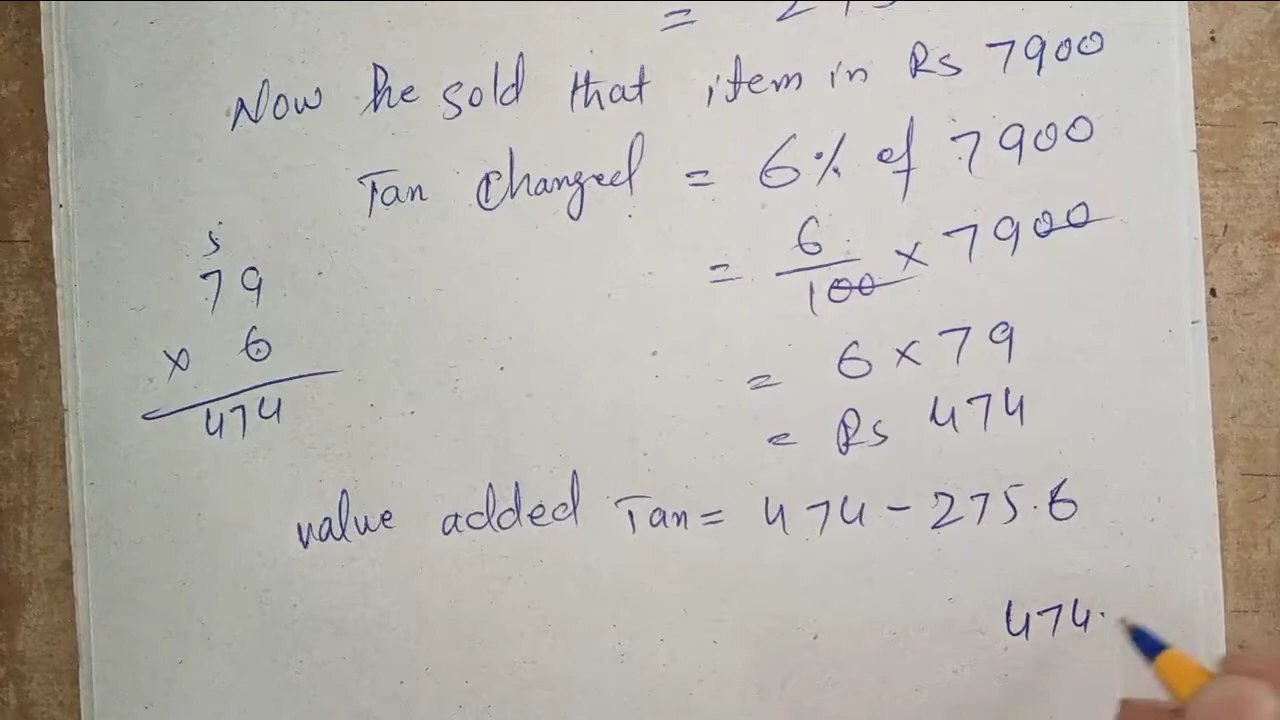 Now he sold that item in Rs 7900
Tax Charged = 6% of 7900
= 6/100 × 7900
5
79
× 6
474
= 6 × 79
= Rs 474
value added Tax = 474 - 275.6
474.